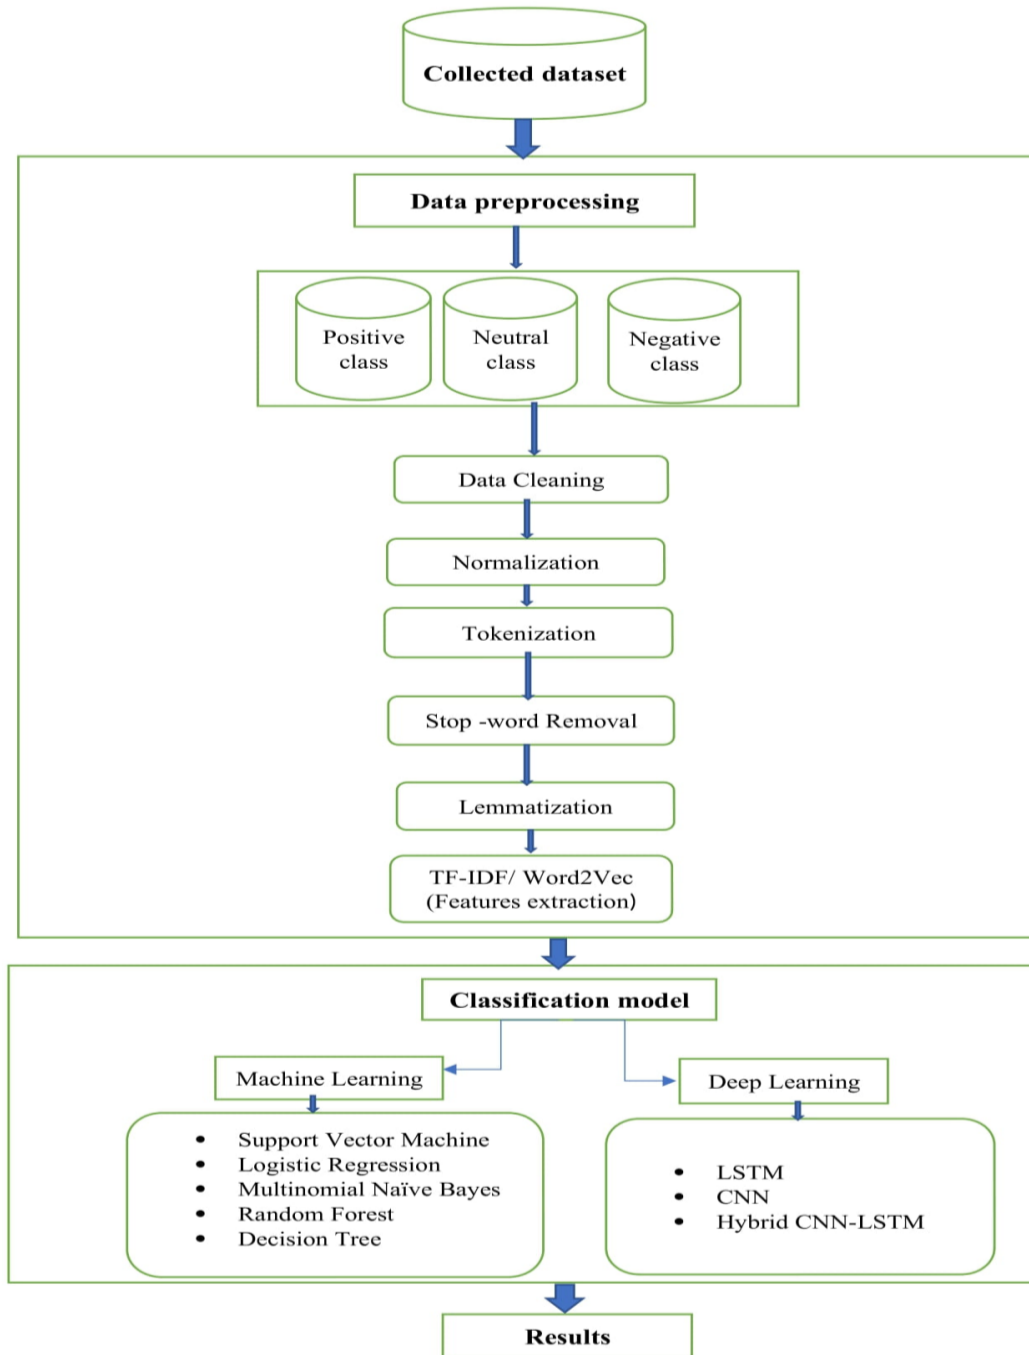 Collected dataset
Data preprocessing
Positive
class
Neutral
class
Negative
class
Data Cleaning
Normalization
Tokenization
Stop -word Removal
Lemmatization
TF-IDF/ Word2Vec
(Features extraction)
Classification model
Machine Learning
• Support Vector Machine
• Logistic Regression
• Multinomial Naïve Bayes
• Random Forest
• Decision Tree
Deep Learning
• LSTM
• CNN
• Hybrid CNN-LSTM
Results